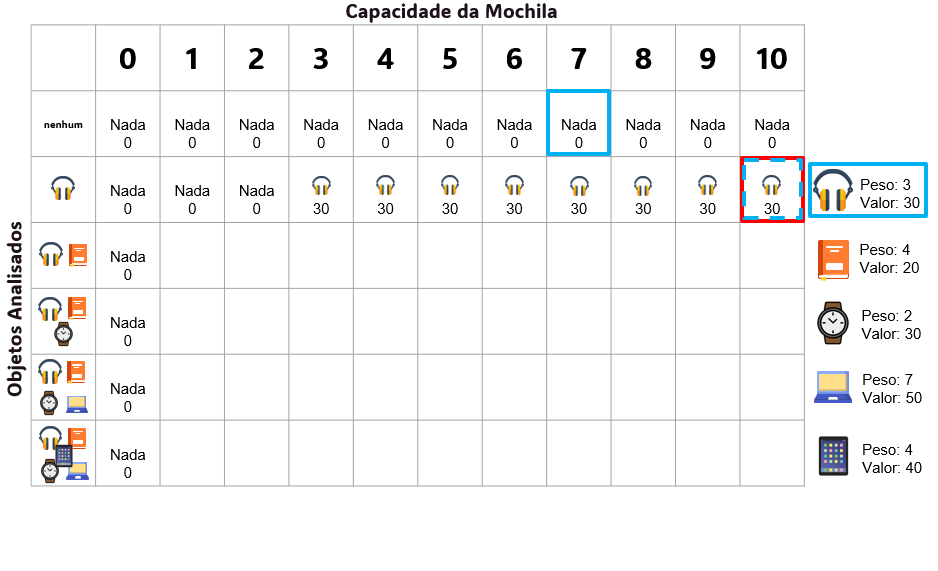 Capacidade da Mochila
0 1 2 3 4 5 6 7 8 9 10
nenhum
Nada Nada Nada Nada Nada Nada Nada Nada Nada Nada Nada
0 0 0 0 0 0 0 0 0 0 0
Nada Nada Nada
0 0 0 30 30 30 30 30 30 30 30
Peso: 3
Valor: 30
Objetos Analisados
Nada
0
Peso: 4
Valor: 20
Nada
0
Peso: 2
Valor: 30
Nada
0
Peso: 7
Valor: 50
Nada
0
Peso: 4
Valor: 40